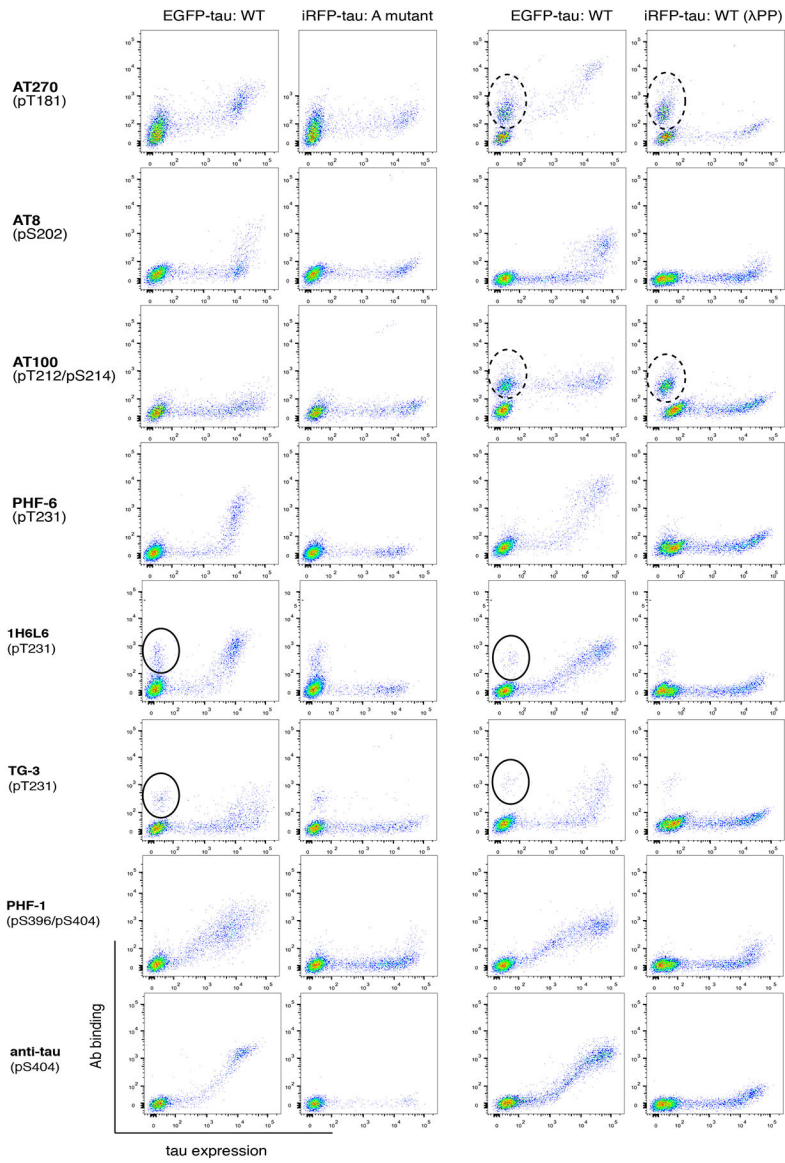 EGFP-tau: WT iRFP-tau: A mutant EGFP-tau: WT iRFP-tau: WT (λPP)
AT270
(pT181)
AT8
(pS202)
AT100
(pT212/pS214)
PHF-6
(pT231)
1H6L6
(pT231)
TG-3
(pT231)
PHF-1
(pS396/pS404)
anti-tau
(pS404)
Ab binding
tau expression